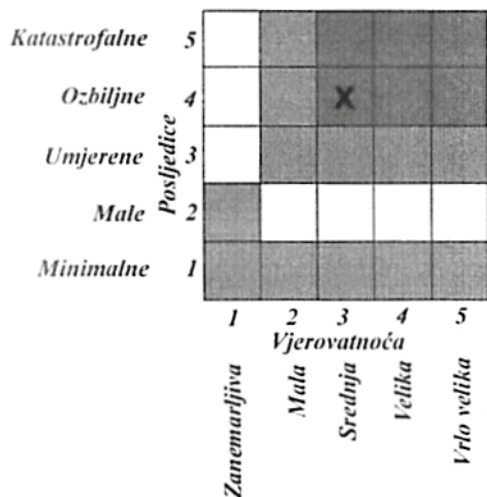 Katastrofalne 5
Ozbiljne 4
X
Umjerene 3
Male 2
Minimalne 1
Posljedice
1 2 3 4 5
Vjerovatnoća
Zanemarljiva
Mala
Srednja
Velika
Vrlo velika